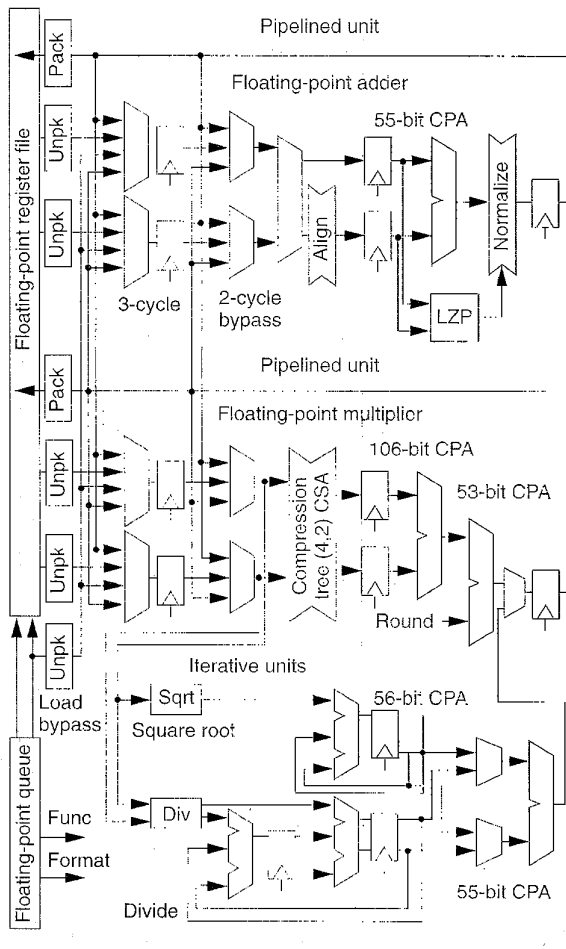 Pipelined unit
Pack
Floating-point adder
55-bit CPA
Unpk
Unpk
Floating-point register file
Align
Normalize
LZP
3-cycle
2-cycle
bypass
Pipelined unit
Pack
Floating-point multiplier
106-bit CPA
53-bit CPA
Unpk
Compression
tree (4,2) CSA
Unpk
Round
Unpk
Load
bypass
Iterative units
Sqrt
Square root
56-bit CPA
Floating-point queue
Func
Format
Div
Divide
55-bit CPA